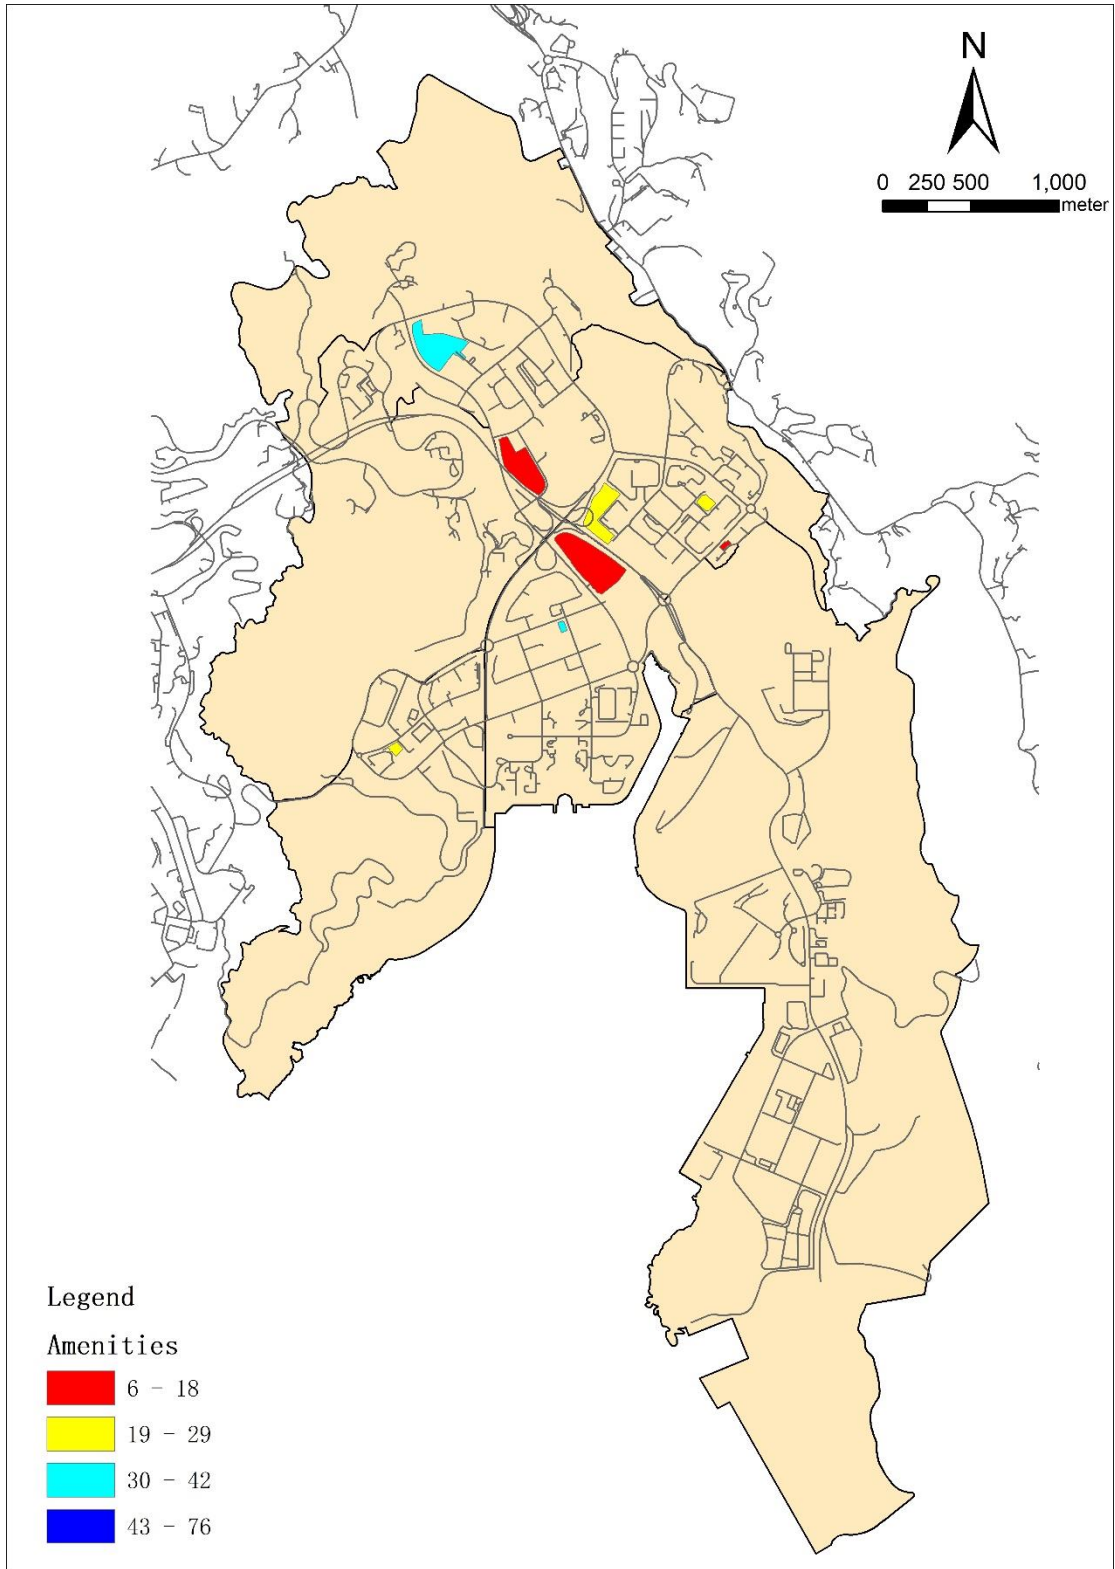 N
0 250 500 1,000
meter
Legend
Amenities
6 - 18
19 - 29
30 - 42
43 - 76